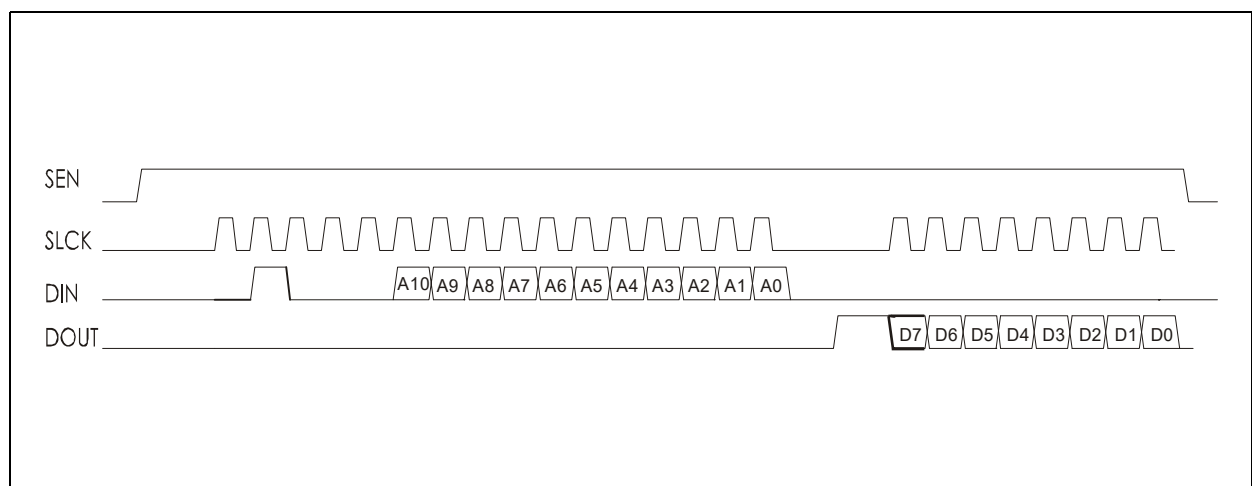 SEN
SLCK
DIN A10 A9 A8 A7 A6 A5 A4 A3 A2 A1 A0
DOUT D7 D6 D5 D4 D3 D2 D1 D0